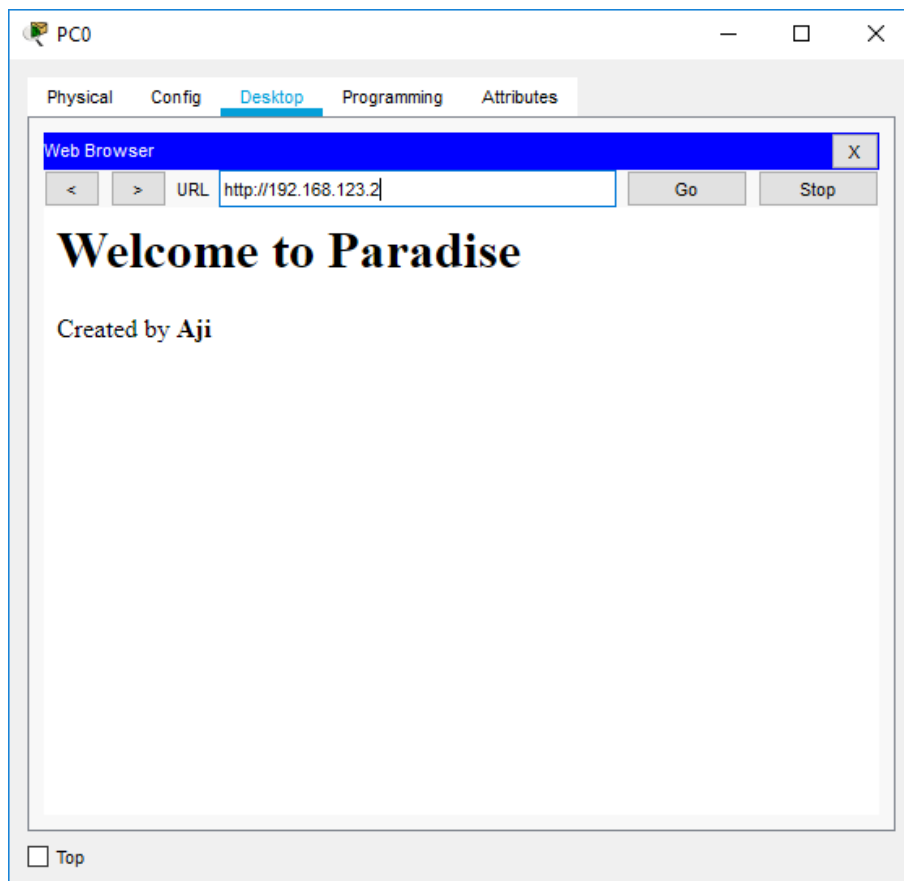 PC0
Physical Config Desktop Programming Attributes
Web Browser X
< > URL http://192.168.123.2 Go Stop
Welcome to Paradise
Created by Aji
Top